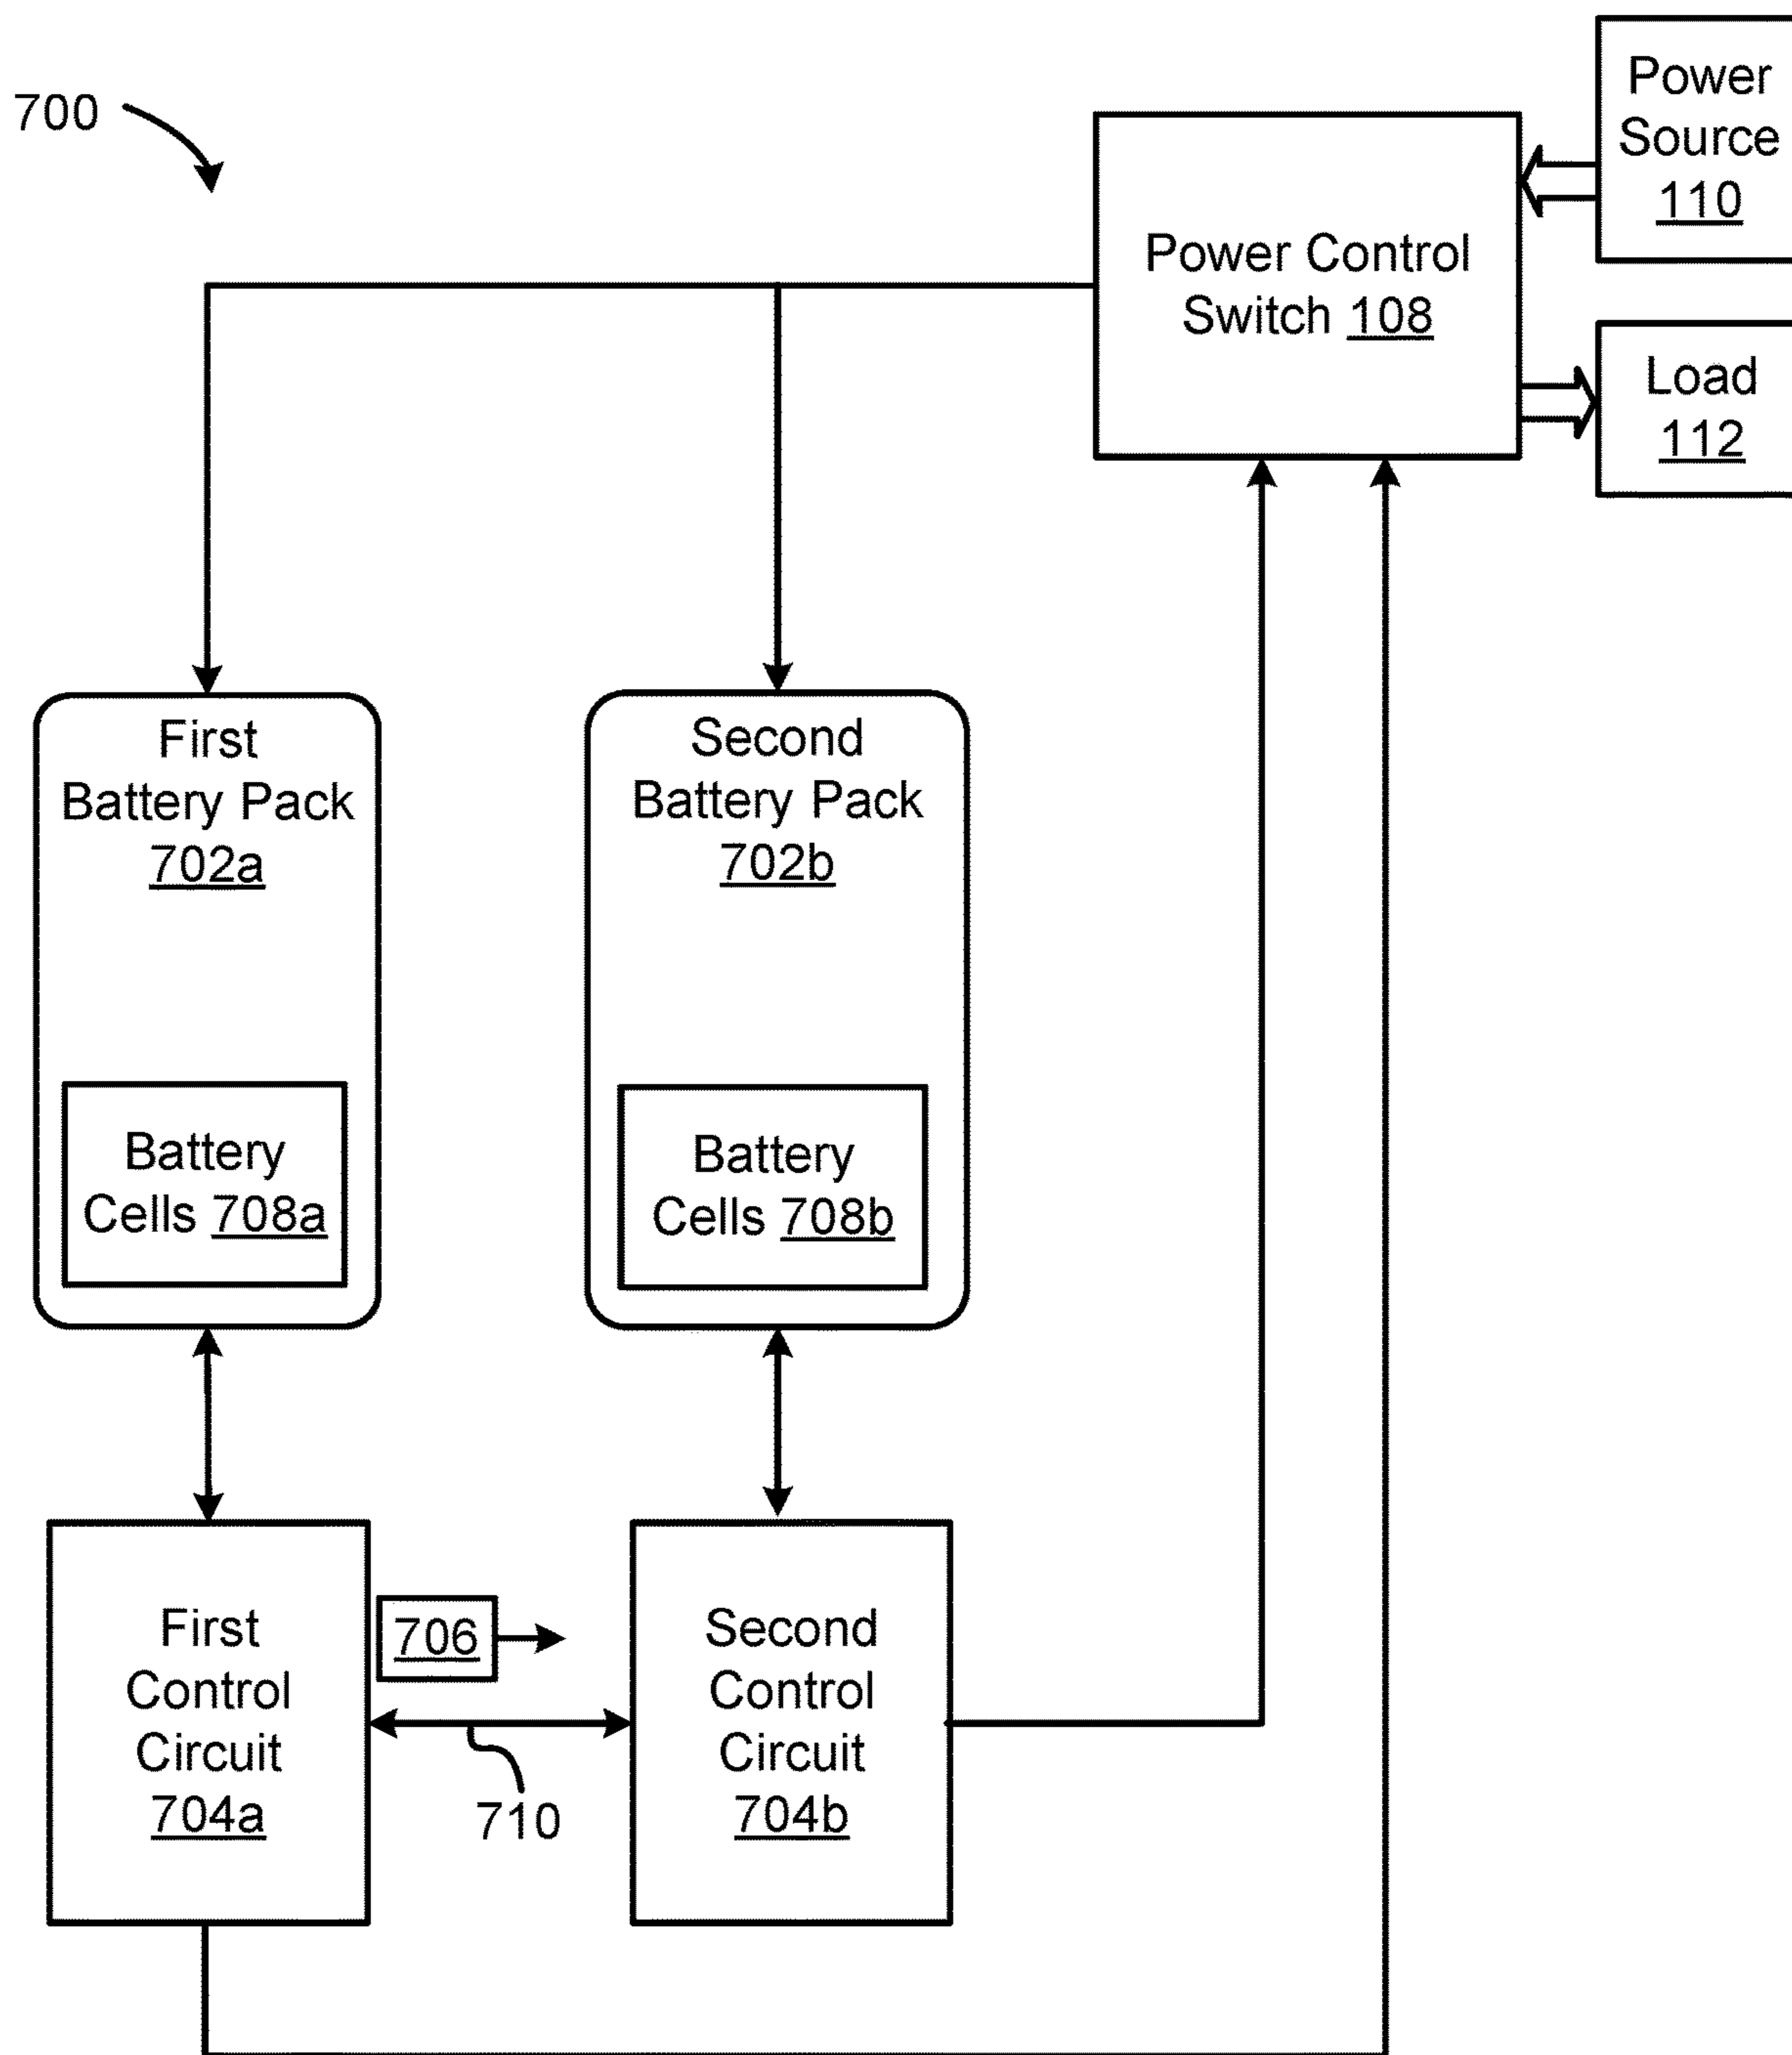 700
Power
Source
110
Power Control
Switch 108
Load
112
First
Battery Pack
702a
Second
Battery Pack
702b
Battery
Cells 708a
Battery
Cells 708b
First
Control
Circuit
704a
706
710
Second
Control
Circuit
704b